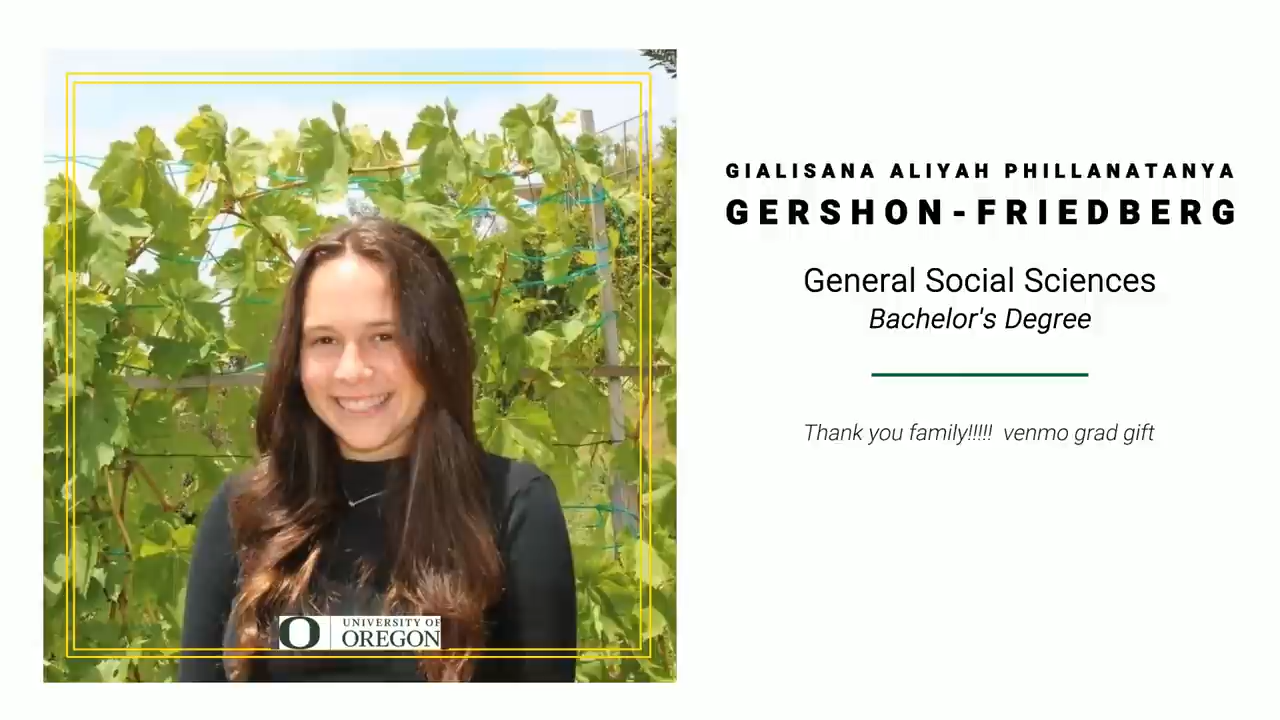 GIALISANA ALIYAH PHILLANATANYA
GERSHON-FRIEDBERG
General Social Sciences
Bachelor's Degree
Thank you family!!!!!  venmo grad gift
O
UNIVERSITY OF
OREGON